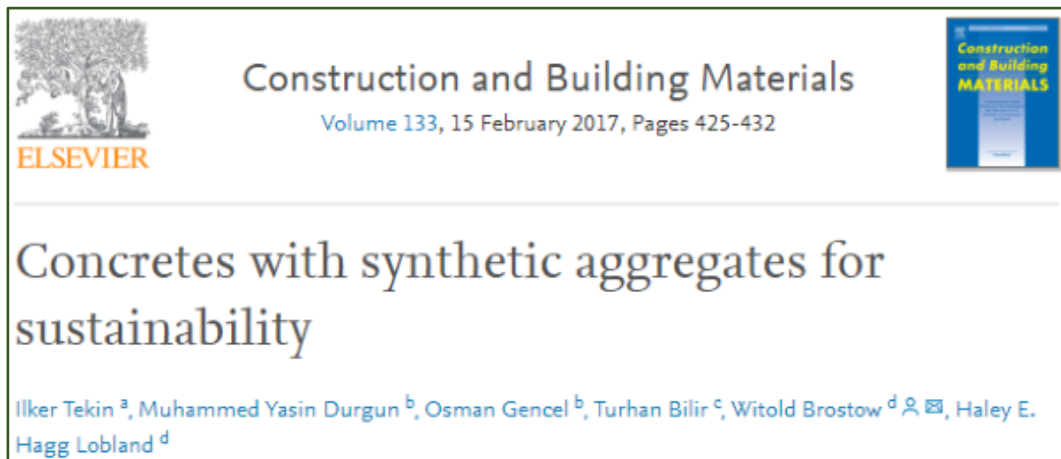 Construction and Building Materials
Volume 133, 15 February 2017, Pages 425-432
ELSEVIER
Construction
and Building
MATERIALS
Concretes with synthetic aggregates for
sustainability
Ilker Tekin a, Muhammed Yasin Durgun b, Osman Gencel b, Turhan Bilir c, Witold Brostow d, Haley E.
Hagg Lobland d